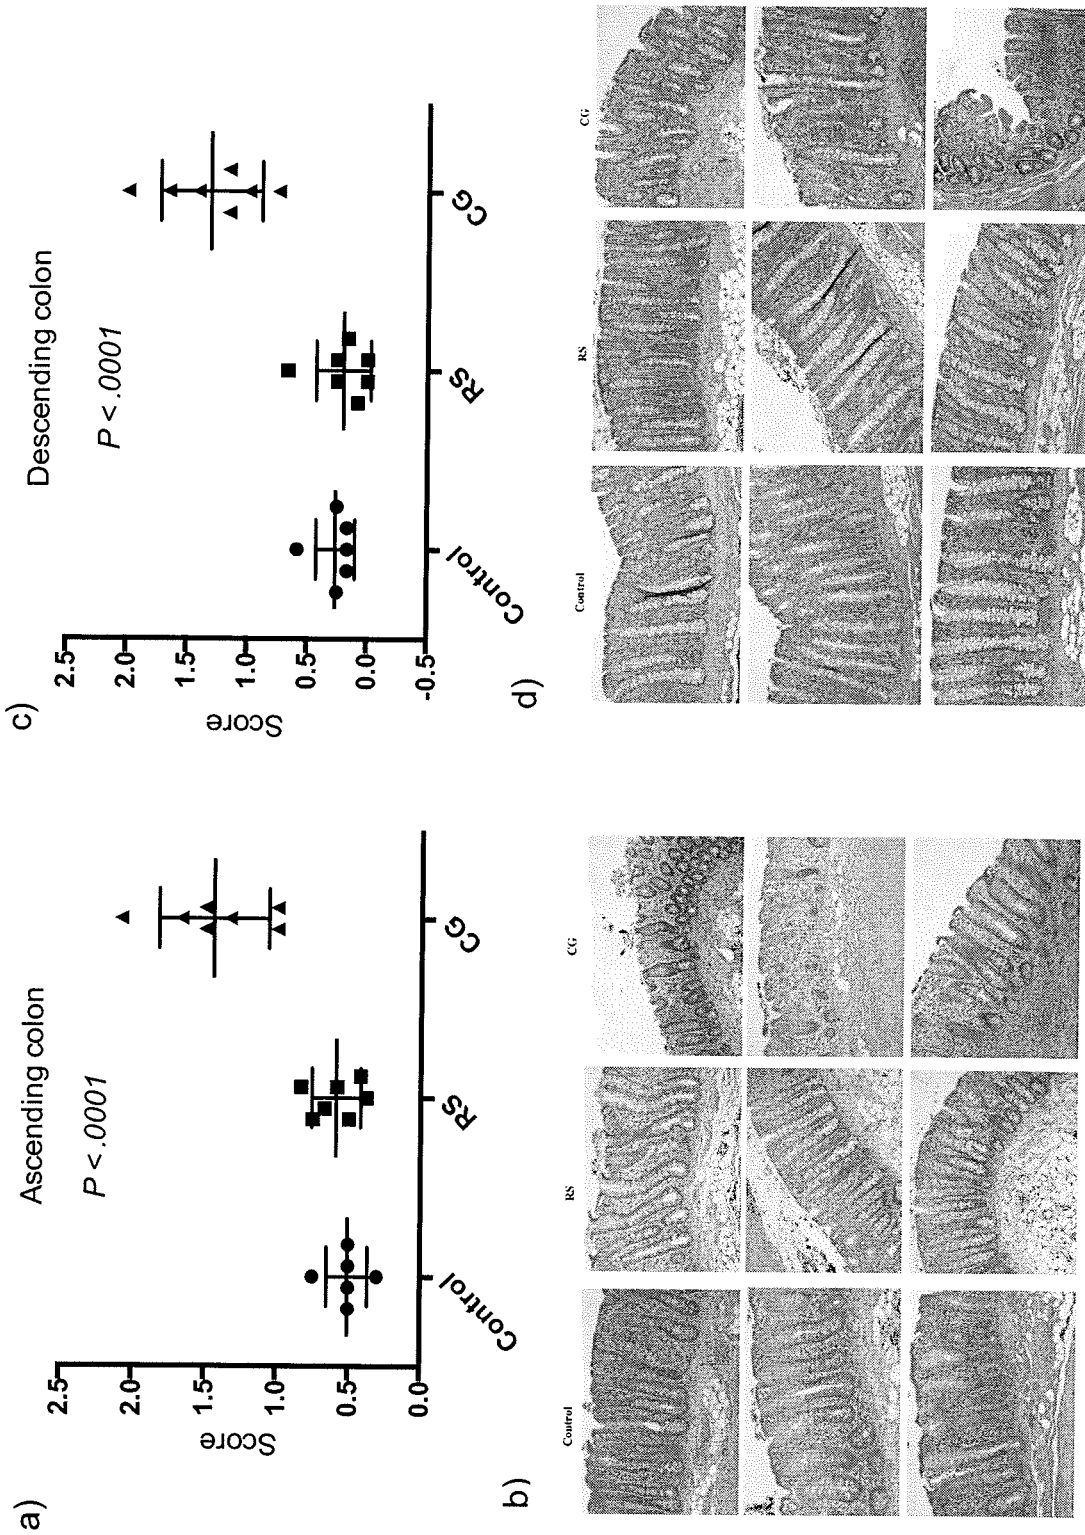 a)
Ascending colon
P < .0001
Score
2.5
2.0
1.5
1.0
0.5
0.0
Control
RS
CG
b)
Control
RS
CG
c)
Descending colon
P < .0001
Score
2.5
2.0
1.5
1.0
0.5
0.0
-0.5
Control
RS
CG
d)
Control
RS
CG